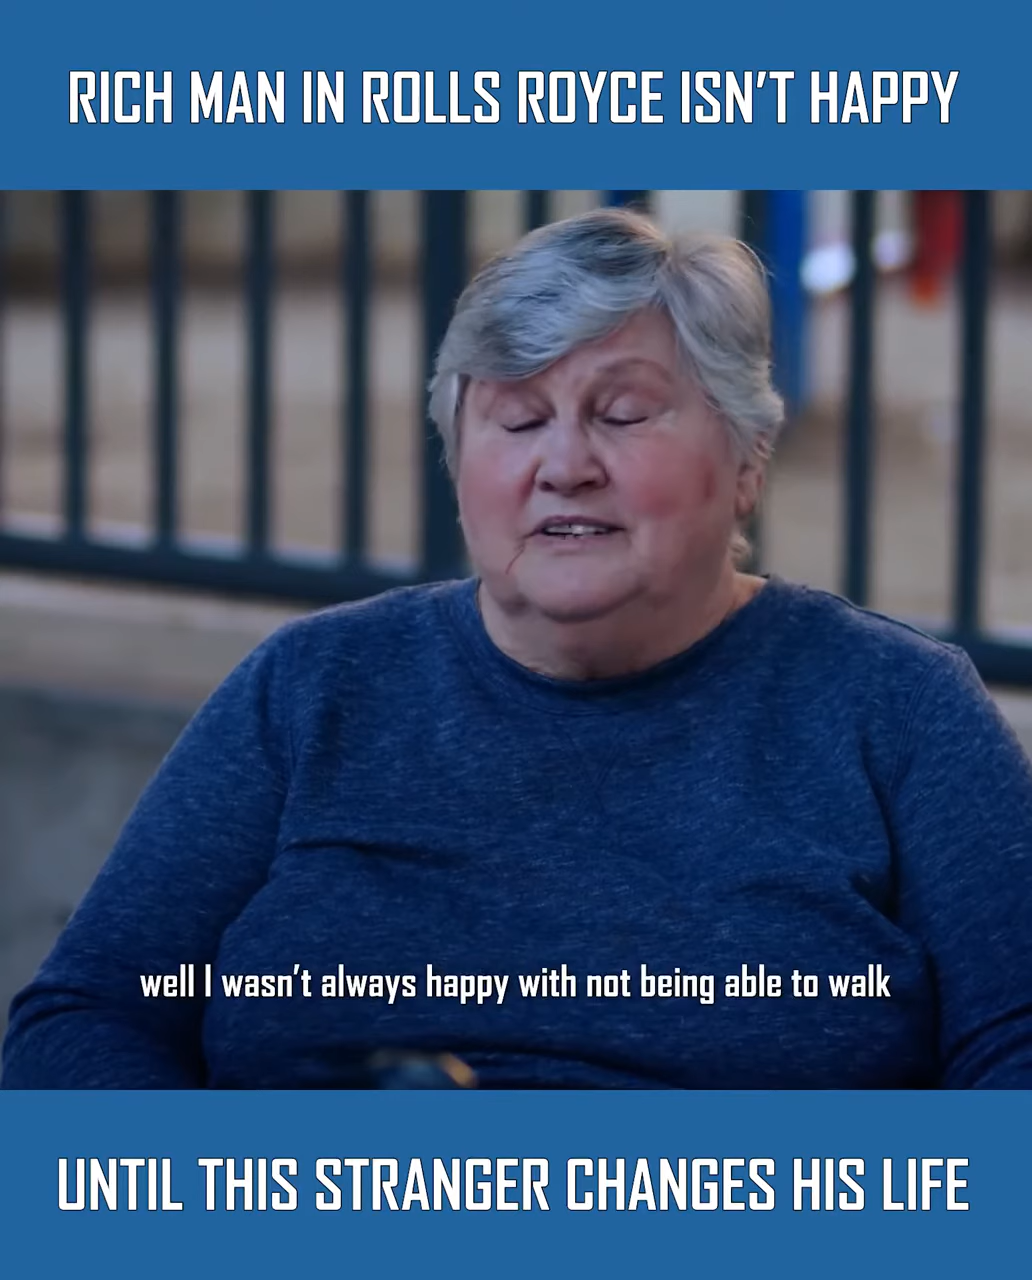 RICH MAN IN ROLLS ROYCE ISN'T HAPPY
well I wasn't always happy with not being able to walk
UNTIL THIS STRANGER CHANGES HIS LIFE